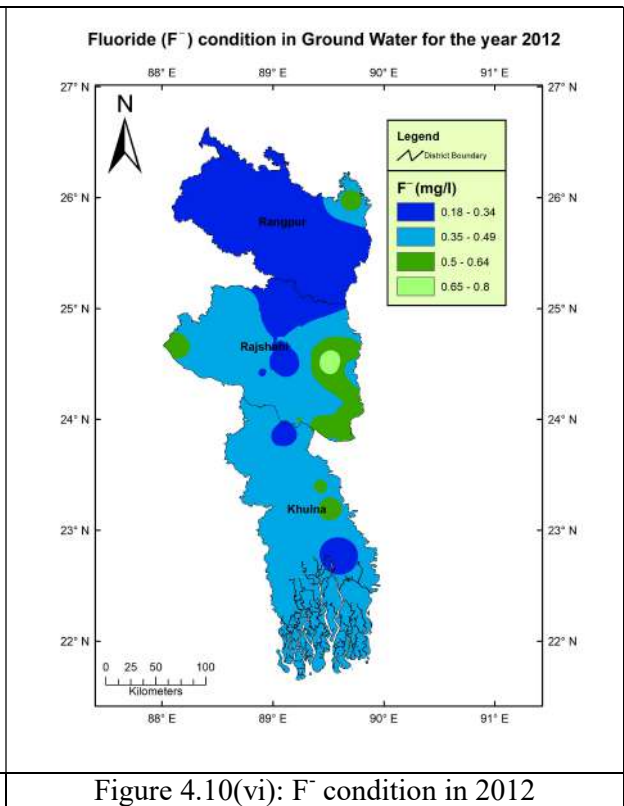 Fluoride (F⁻) condition in Ground Water for the year 2012
88° E 89° E 90° E 91° E
27° N 27° N
N
Legend
District Boundary
F⁻ (mg/l)
0.18 - 0.34
0.35 - 0.49
0.5 - 0.64
0.65 - 0.8
26° N 26° N
Rangpur
25° N 25° N
Rajshahi
24° N 24° N
23° N 23° N
Khulna
22° N 22° N
0 25 50 100
Kilometers
88° E 89° E 90° E 91° E
Figure 4.10(vi): F⁻ condition in 2012